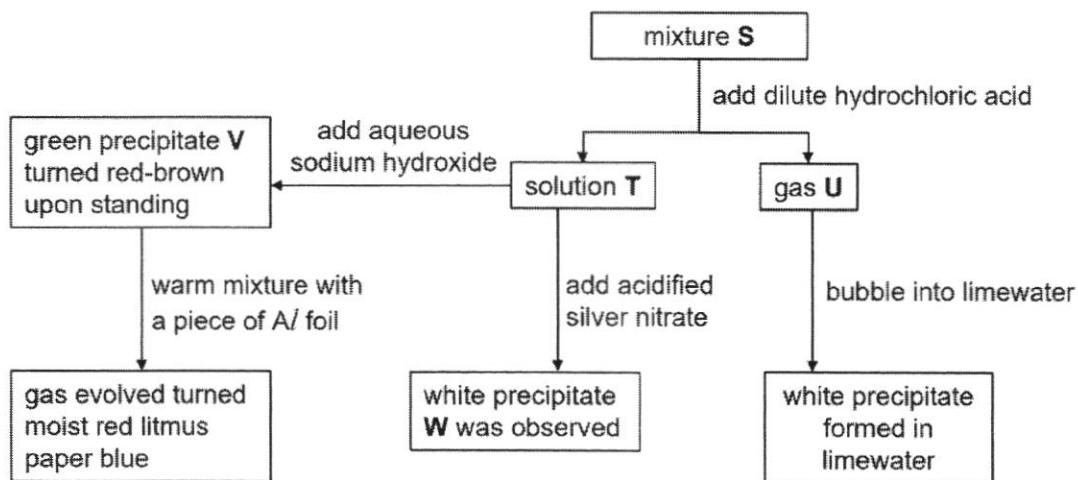 mixture S
add dilute hydrochloric acid
green precipitate V
turned red-brown
upon standing
add aqueous
sodium hydroxide
solution T
gas U
warm mixture with
a piece of Al foil
add acidified
silver nitrate
bubble into limewater
gas evolved turned
moist red litmus
paper blue
white precipitate
W was observed
white precipitate
formed in
limewater